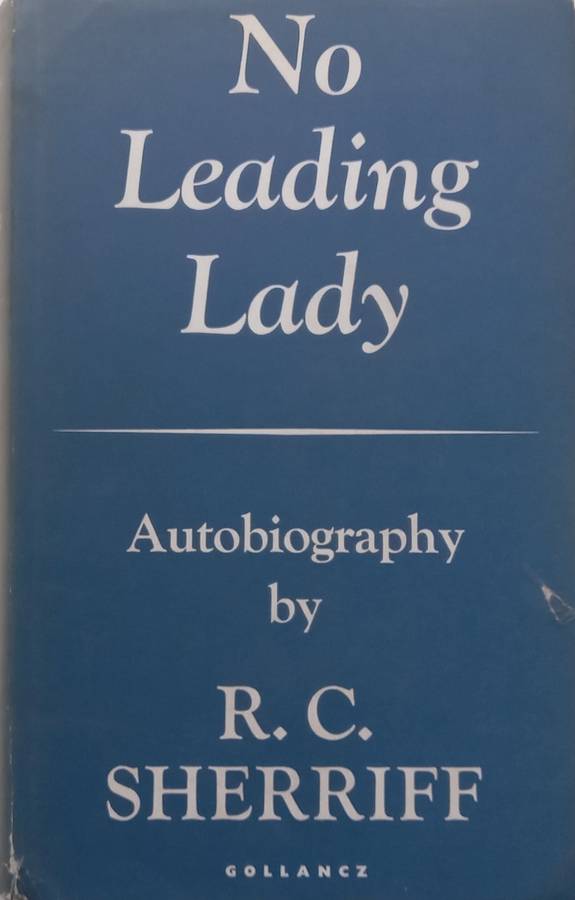 No
Leading
Lady
Autobiography
by
R. C.
SHERRIFF
GOLLANCZ